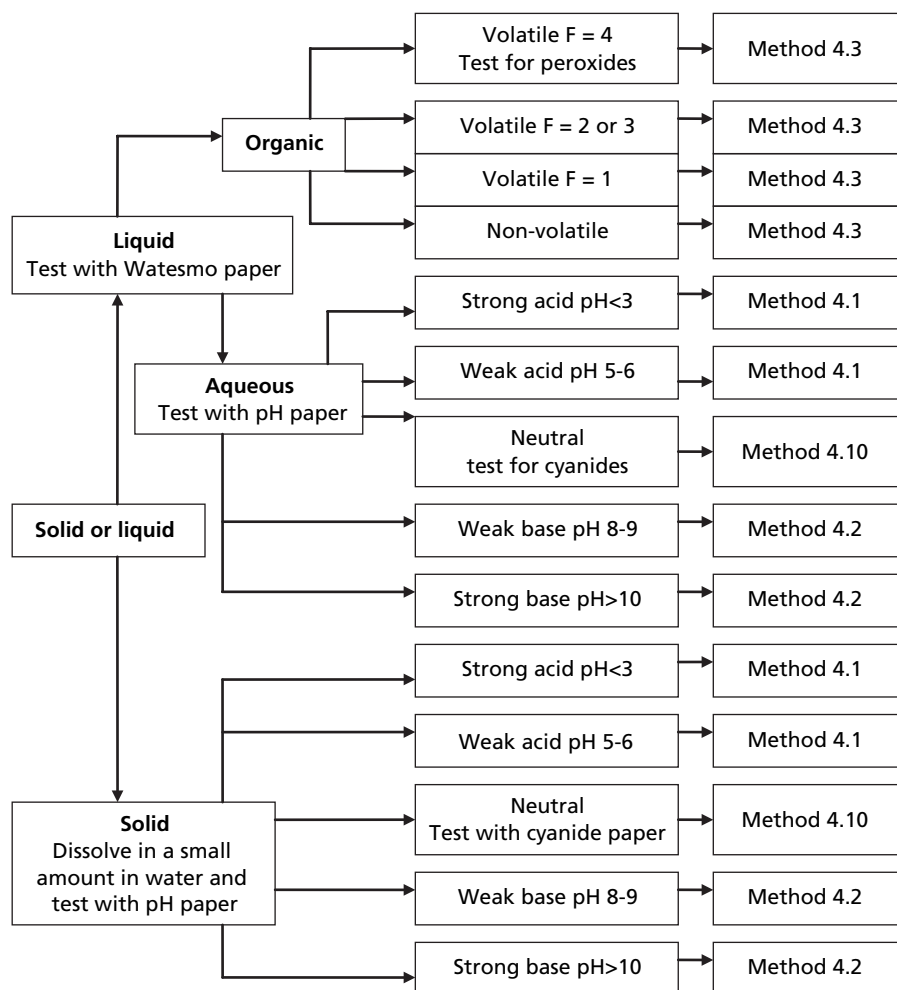 Volatile F = 4
Test for peroxides
Method 4.3
Volatile F = 2 or 3
Method 4.3
Organic
Volatile F = 1
Method 4.3
Non-volatile
Method 4.3
Liquid
Test with Watesmo paper
Strong acid pH<3
Method 4.1
Aqueous
Test with pH paper
Weak acid pH 5-6
Method 4.1
Neutral
test for cyanides
Method 4.10
Solid or liquid
Weak base pH 8-9
Method 4.2
Strong base pH>10
Method 4.2
Strong acid pH<3
Method 4.1
Weak acid pH 5-6
Method 4.1
Solid
Dissolve in a small
amount in water and
test with pH paper
Neutral
Test with cyanide paper
Method 4.10
Weak base pH 8-9
Method 4.2
Strong base pH>10
Method 4.2